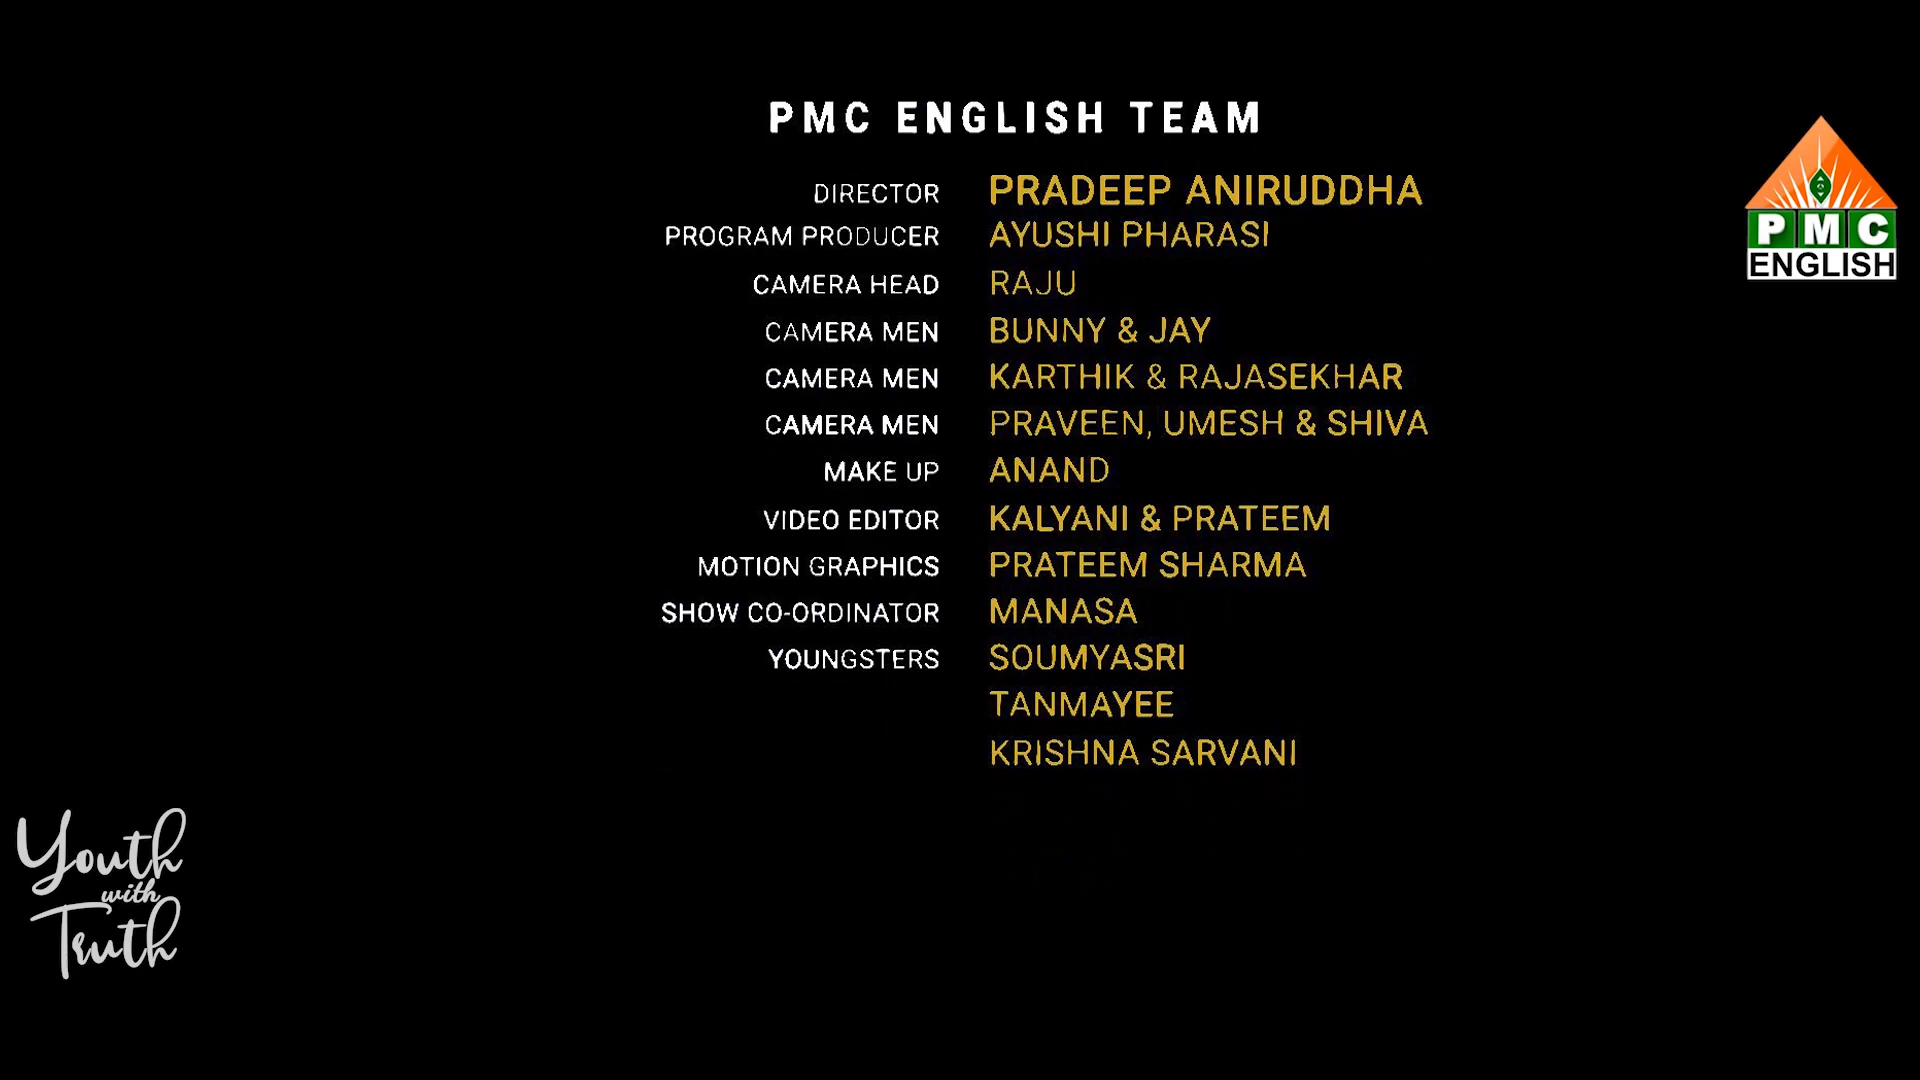 PMC ENGLISH TEAM
DIRECTOR PRADEEP ANIRUDDHA
PROGRAM PRODUCER AYUSHI PHARASI
CAMERA HEAD RAJU
CAMERA MEN BUNNY & JAY
CAMERA MEN KARTHIK & RAJASEKHAR
CAMERA MEN PRAVEEN, UMESH & SHIVA
MAKE UP ANAND
VIDEO EDITOR KALYANI & PRATEEM
MOTION GRAPHICS PRATEEM SHARMA
SHOW CO-ORDINATOR MANASA
YOUNGSTERS SOUMYASRI
TANMAYEE
KRISHNA SARVANI
PMC
ENGLISH
Youth
with
Truth